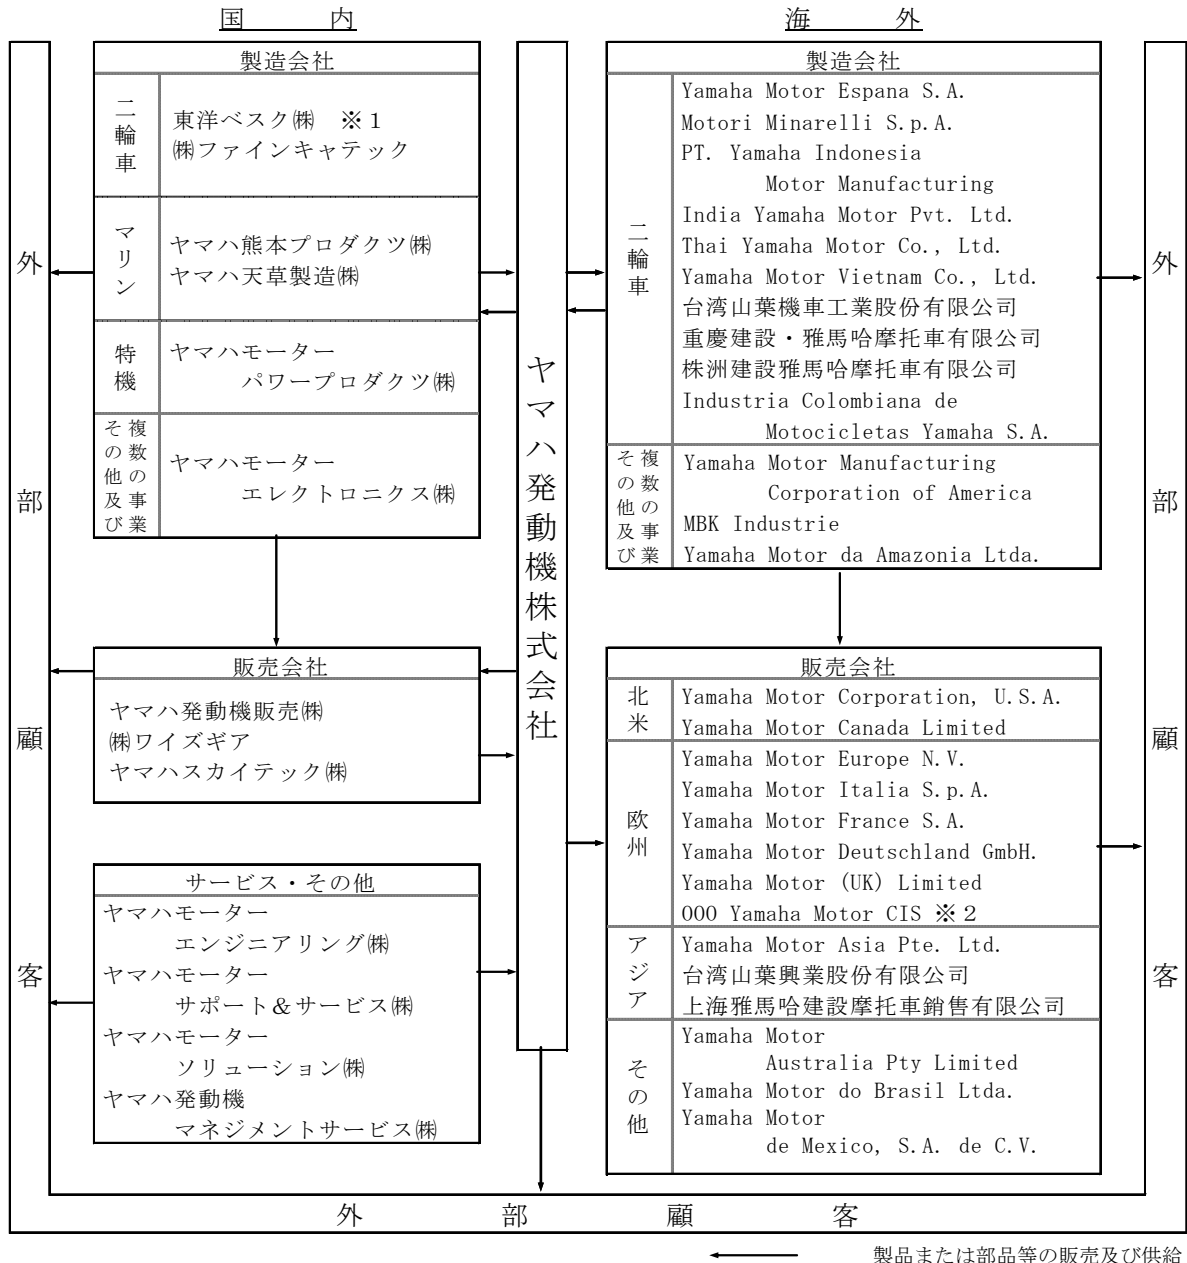 国内
外部顧客
製造会社
二輪車
東洋ベスク㈱　※１
㈱ファインキャテック
マリン
ヤマハ熊本プロダクツ㈱
ヤマハ天草製造㈱
特機
ヤマハモーター
パワープロダクツ㈱
複数の事業
及びその他
ヤマハモーター
エレクトロニクス㈱
販売会社
ヤマハ発動機販売㈱
㈱ワイズギア
ヤマハスカイテック㈱
サービス・その他
ヤマハモーター
エンジニアリング㈱
ヤマハモーター
サポート＆サービス㈱
ヤマハモーター
ソリューション㈱
ヤマハ発動機
マネジメントサービス㈱
ヤマハ発動機株式会社
海外
製造会社
二輪車
Yamaha Motor Espana S.A.
Motori Minarelli S.p.A.
PT. Yamaha Indonesia
Motor Manufacturing
India Yamaha Motor Pvt. Ltd.
Thai Yamaha Motor Co., Ltd.
Yamaha Motor Vietnam Co., Ltd.
台湾山葉機車工業股份有限公司
重慶建設・雅馬哈摩托車有限公司
株洲建設雅馬哈摩托車有限公司
Industria Colombiana de
Motocicletas Yamaha S.A.
複数の事業
及びその他
Yamaha Motor Manufacturing
Corporation of America
MBK Industrie
Yamaha Motor da Amazonia Ltda.
販売会社
北米
Yamaha Motor Corporation, U.S.A.
Yamaha Motor Canada Limited
欧州
Yamaha Motor Europe N.V.
Yamaha Motor Italia S.p.A.
Yamaha Motor France S.A.
Yamaha Motor Deutschland GmbH.
Yamaha Motor (UK) Limited
OOO Yamaha Motor CIS ※２
アジア
Yamaha Motor Asia Pte. Ltd.
台湾山葉興業股份有限公司
上海雅馬哈建設摩托車銷售有限公司
その他
Yamaha Motor
Australia Pty Limited
Yamaha Motor do Brasil Ltda.
Yamaha Motor
de Mexico, S.A. de C.V.
外部顧客
外部顧客
製品または部品等の販売及び供給